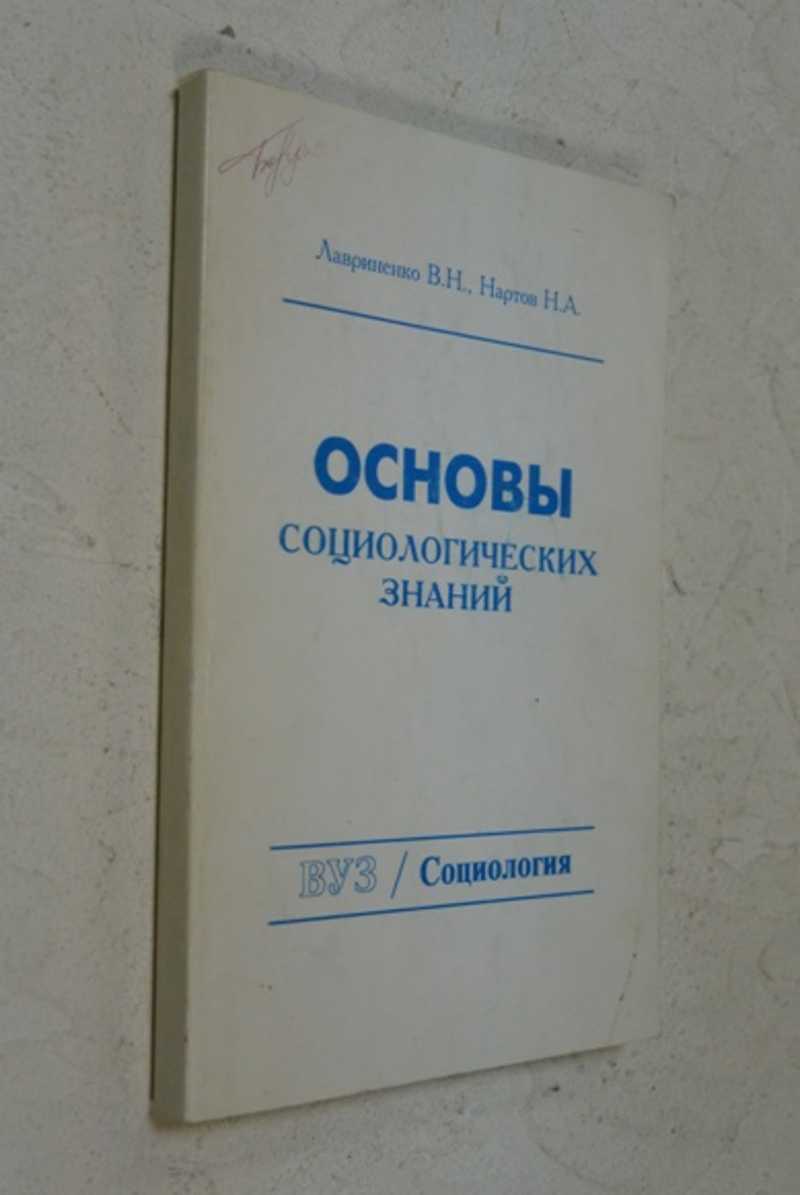 Лавриненко В.Н., Нартов Н.А.
ОСНОВЫ
СОЦИОЛОГИЧЕСКИХ
ЗНАНИЙ
ВУЗ / Социология